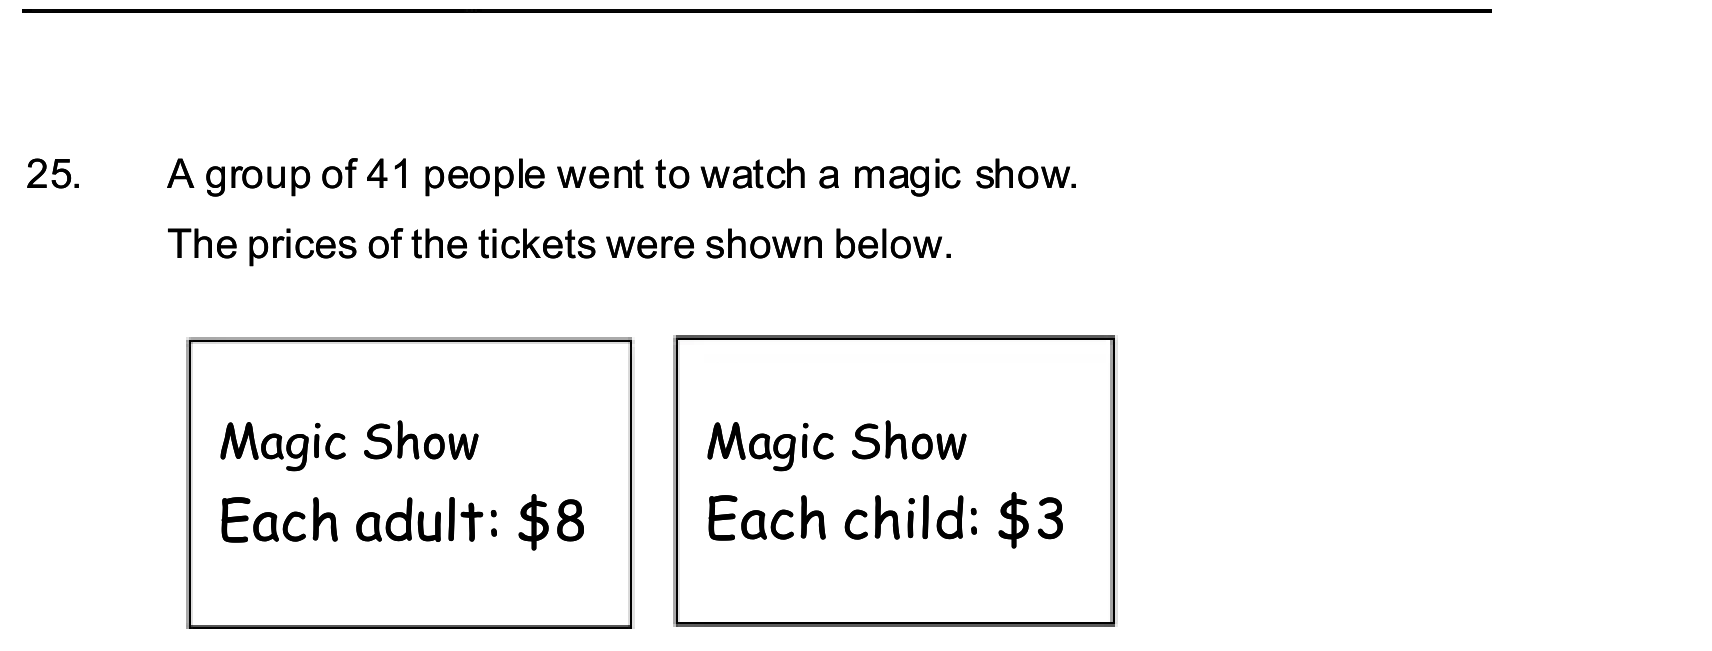 25. A group of 41 people went to watch a magic show.
The prices of the tickets were shown below.
Magic Show
Each adult: $8
Magic Show
Each child: $3